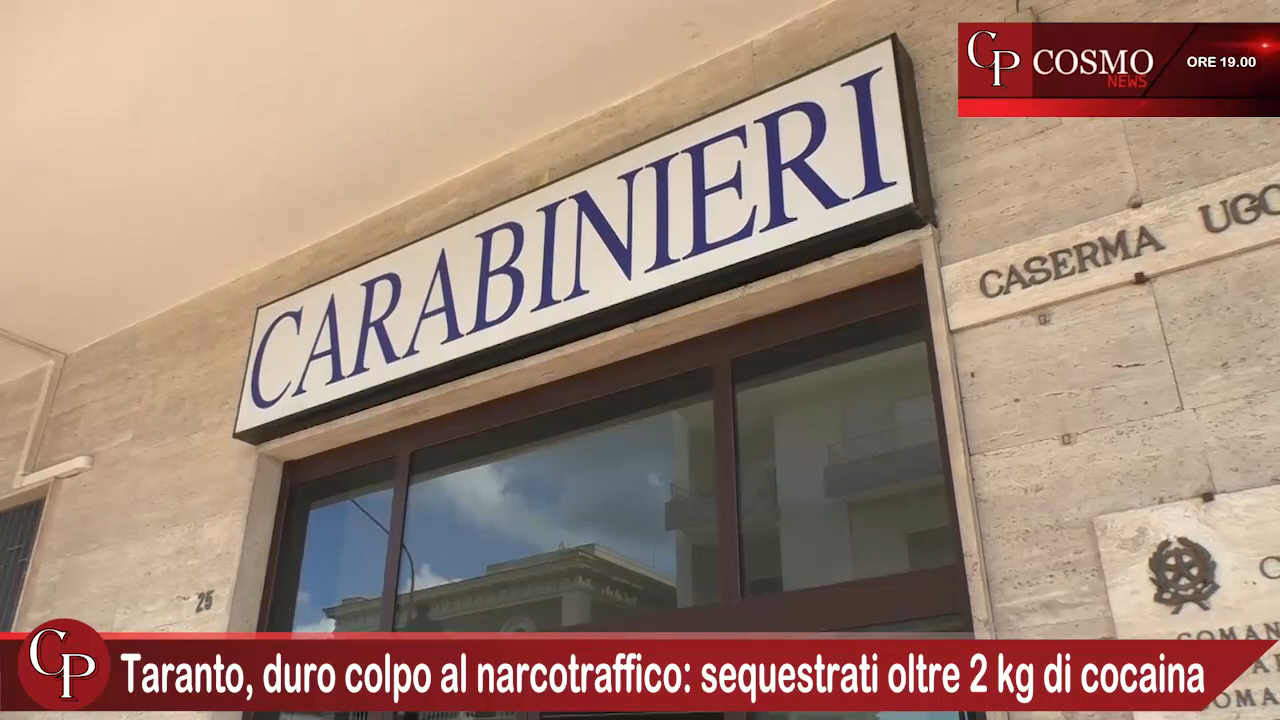 CP COSMO NEWS ORE 19.00
CARABINIERI
CASERMA
25
CP Taranto, duro colpo al narcotraffico: sequestrati oltre 2 kg di cocaina